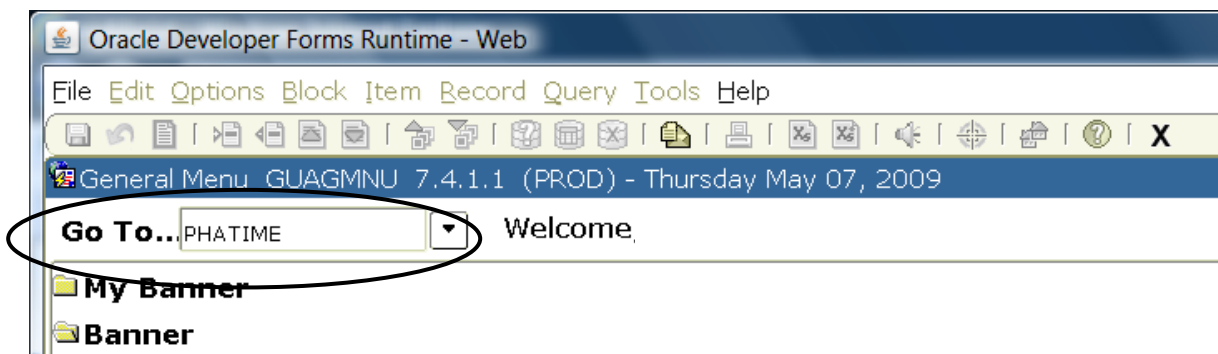 Oracle Developer Forms Runtime - Web
File Edit Options Block Item Record Query Tools Help
X
General Menu GUAGMNU 7.4.1.1 (PROD) - Thursday May 07, 2009
Go To... PHATIME Welcome,
My Banner
Banner